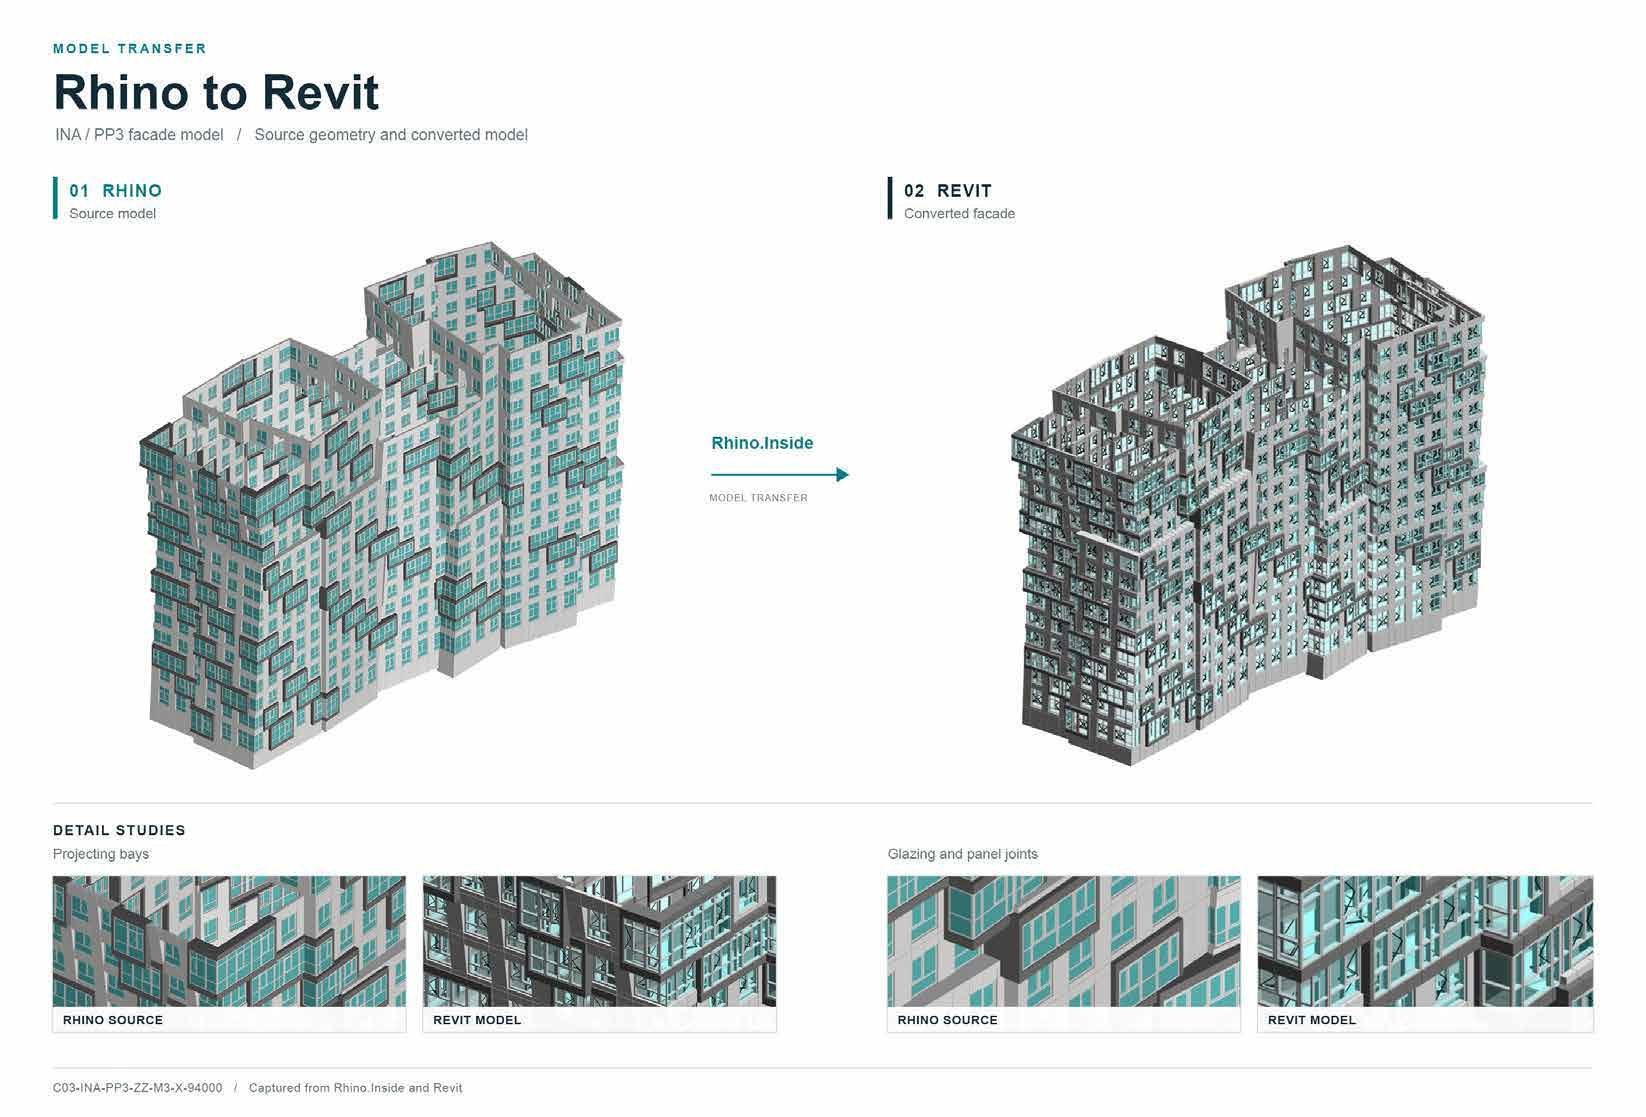 MODEL TRANSFER
Rhino to Revit
INA / PP3 facade model / Source geometry and converted model
01 RHINO
Source model
02 REVIT
Converted facade
Rhino.Inside
MODEL TRANSFER
DETAIL STUDIES
Projecting bays
Glazing and panel joints
RHINO SOURCE
REVIT MODEL
RHINO SOURCE
REVIT MODEL
C03-INA-PP3-ZZ-M3-X-94000 / Captured from Rhino.Inside and Revit